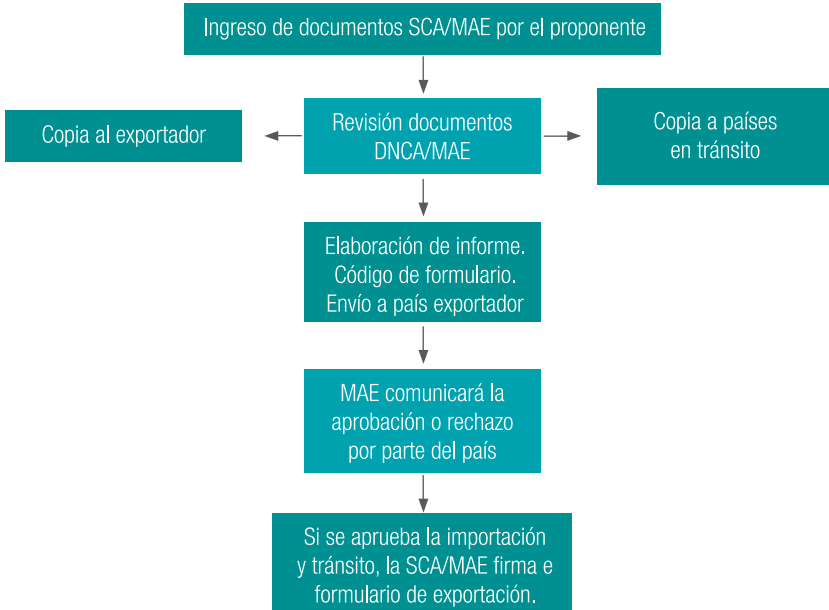 Ingreso de documentos SCA/MAE por el proponente
Copia al exportador
Revisión documentos
DNCA/MAE
Copia a países
en tránsito
Elaboración de informe.
Código de formulario.
Envío a país exportador
MAE comunicará la
aprobación o rechazo
por parte del país
Si se aprueba la importación
y tránsito, la SCA/MAE firma e
formulario de exportación.